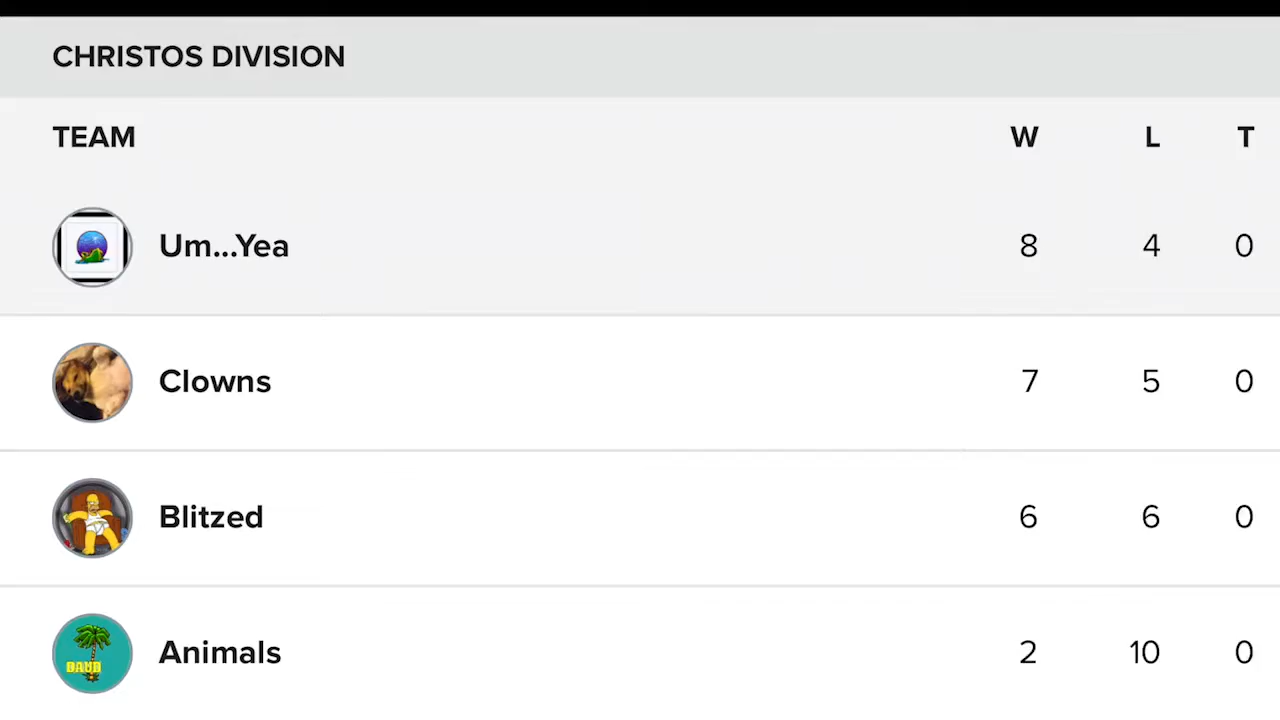 CHRISTOS DIVISION
TEAM W L T
Um...Yea 8 4 0
Clowns 7 5 0
Blitzed 6 6 0
DAUD
Animals 2 10 0